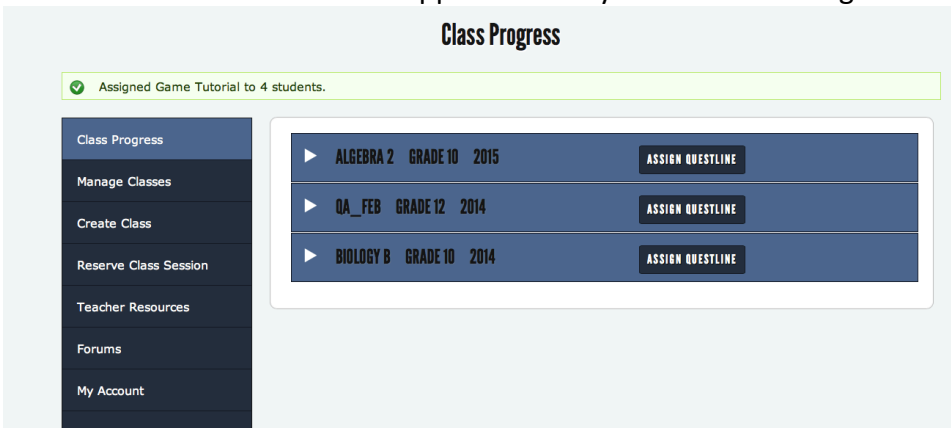 Class Progress
Assigned Game Tutorial to 4 students.
Class Progress
Manage Classes
Create Class
Reserve Class Session
Teacher Resources
Forums
My Account
ALGEBRA 2 GRADE 10 2015 ASSIGN QUESTLINE
QA_FEB GRADE 12 2014 ASSIGN QUESTLINE
BIOLOGY B GRADE 10 2014 ASSIGN QUESTLINE